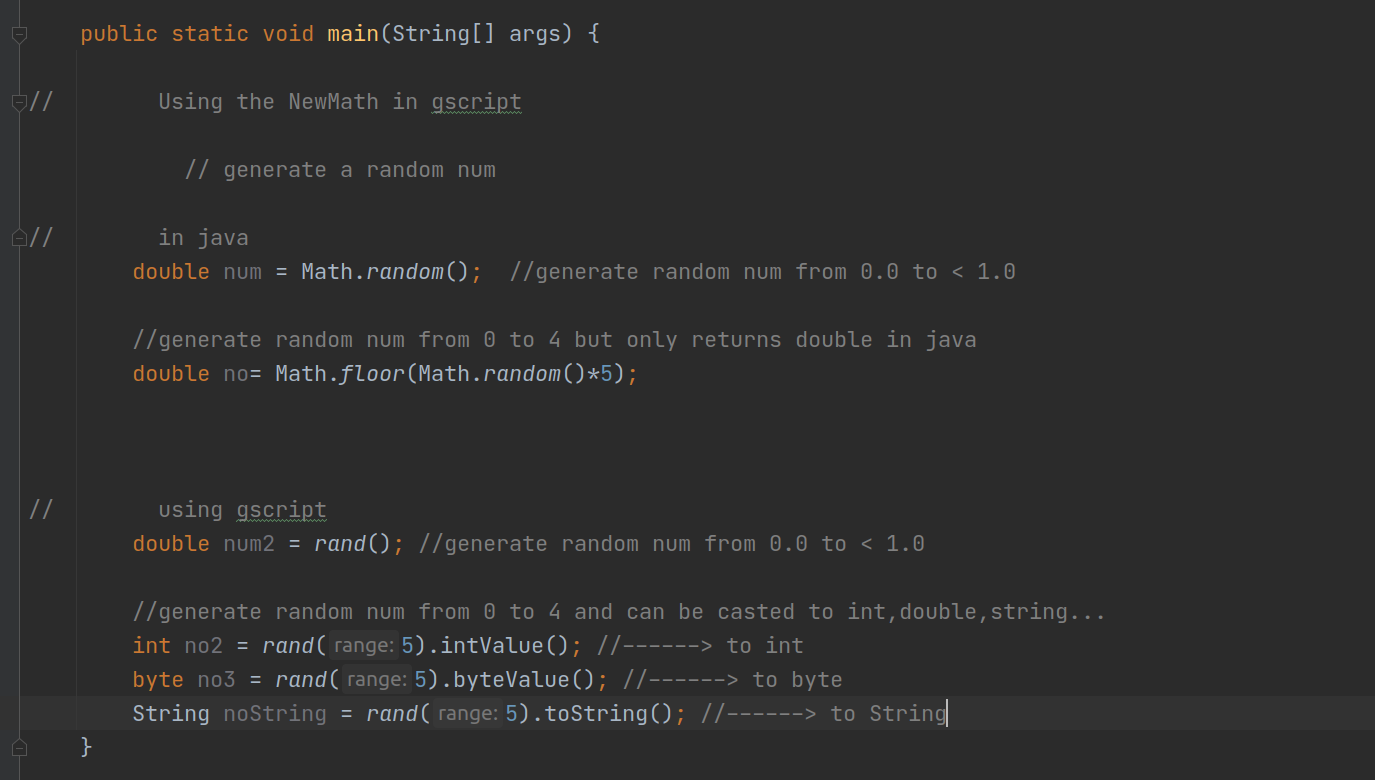 public static void main(String[] args) {
//        Using the NewMath in gscript
// generate a random num
//        in java
double num = Math.random();  //generate random num from 0.0 to < 1.0
//generate random num from 0 to 4 but only returns double in java
double no= Math.floor(Math.random()*5);
//        using gscript
double num2 = rand(); //generate random num from 0.0 to < 1.0
//generate random num from 0 to 4 and can be casted to int,double,string...
int no2 = rand( range: 5).intValue(); //------> to int
byte no3 = rand( range: 5).byteValue(); //------> to byte
String noString = rand( range: 5).toString(); //------> to String
}